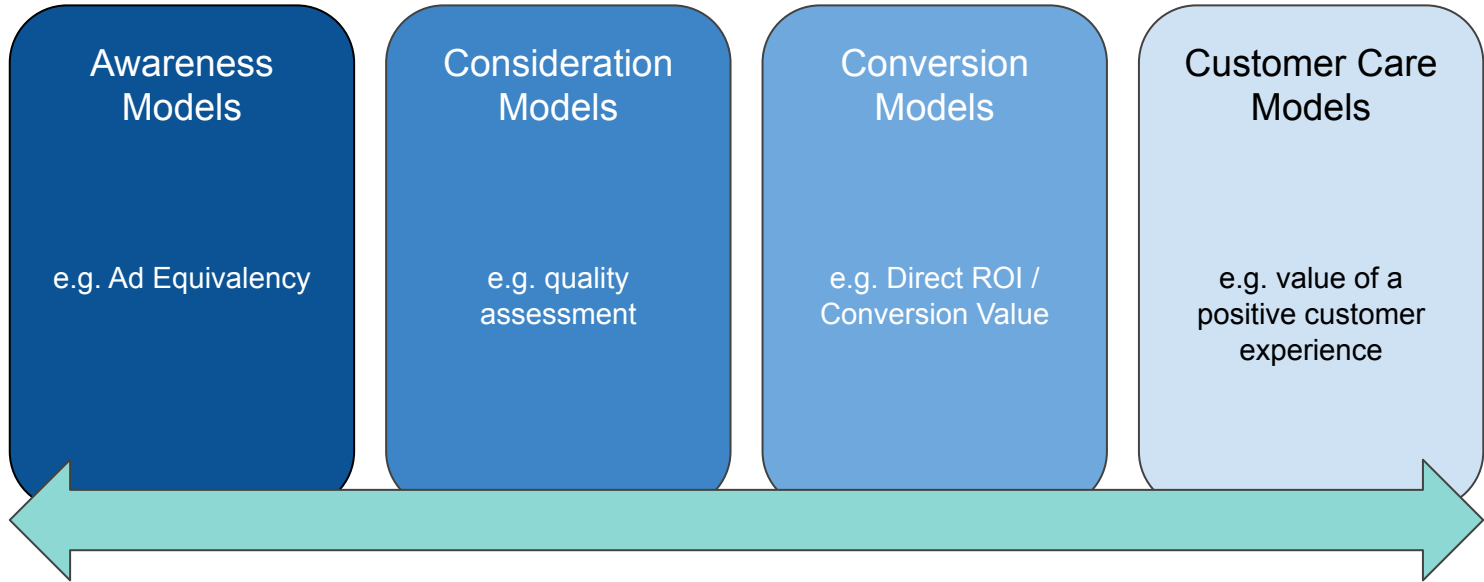 Awareness
Models
e.g. Ad Equivalency
Consideration
Models
e.g. quality
assessment
Conversion
Models
e.g. Direct ROI /
Conversion Value
Customer Care
Models
e.g. value of a
positive customer
experience